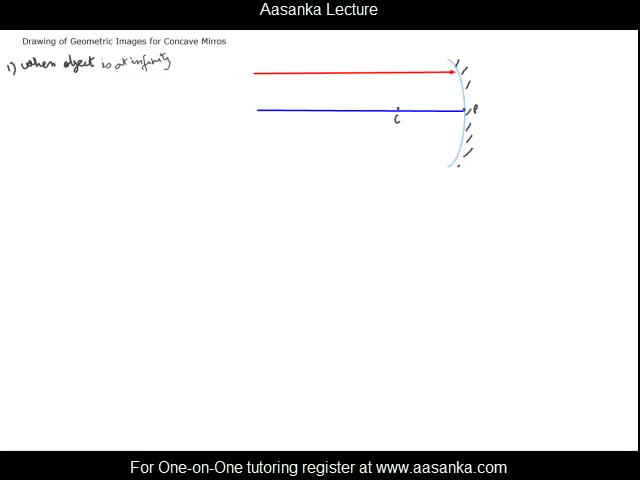 Aasanka Lecture
Drawing of Geometric Images for Concave Mirros
1) When object is at infinity
C
P
For One-on-One tutoring register at www.aasanka.com